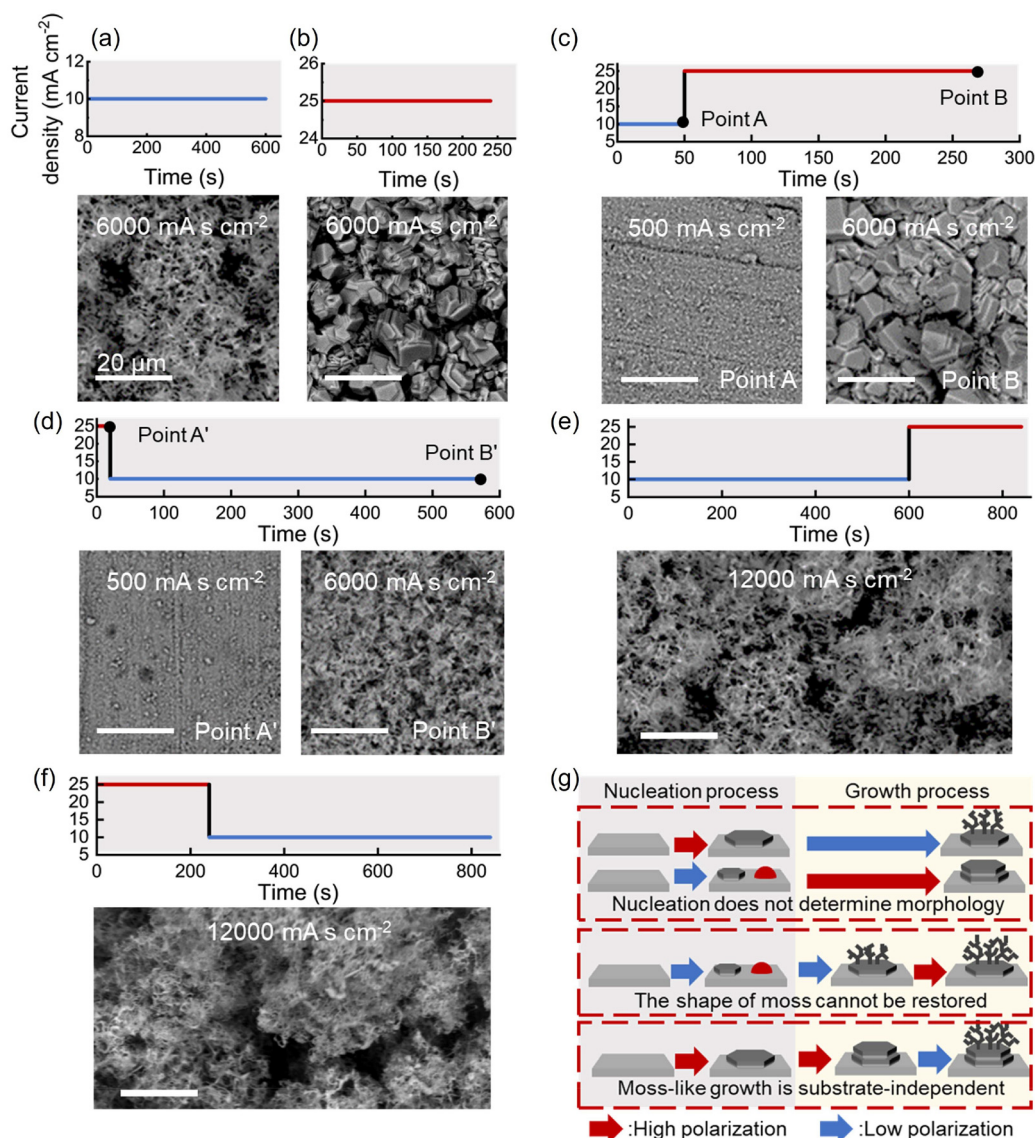 (a)
(b)
(c)
Current
density (mA cm-2)
12
10
8
0 200 400 600
Time (s)
26
25
24
0 50 100 150 200 250
Time (s)
25
20
15
10
5
Point A
Point B
0 50 100 150 200 250 300
Time (s)
6000 mA s cm-2
20 µm
6000 mA s cm-2
500 mA s cm-2
Point A
6000 mA s cm-2
Point B
(d)
25
20
15
10
5
Point A'
Point B'
0 100 200 300 400 500 600
Time (s)
500 mA s cm-2
Point A'
6000 mA s cm-2
Point B'
(e)
25
20
15
10
5
0 200 400 600 800
Time (s)
12000 mA s cm-2
(f)
25
20
15
10
5
0 200 400 600 800
Time (s)
12000 mA s cm-2
(g)
Nucleation process Growth process
Nucleation does not determine morphology
The shape of moss cannot be restored
Moss-like growth is substrate-independent
:High polarization :Low polarization